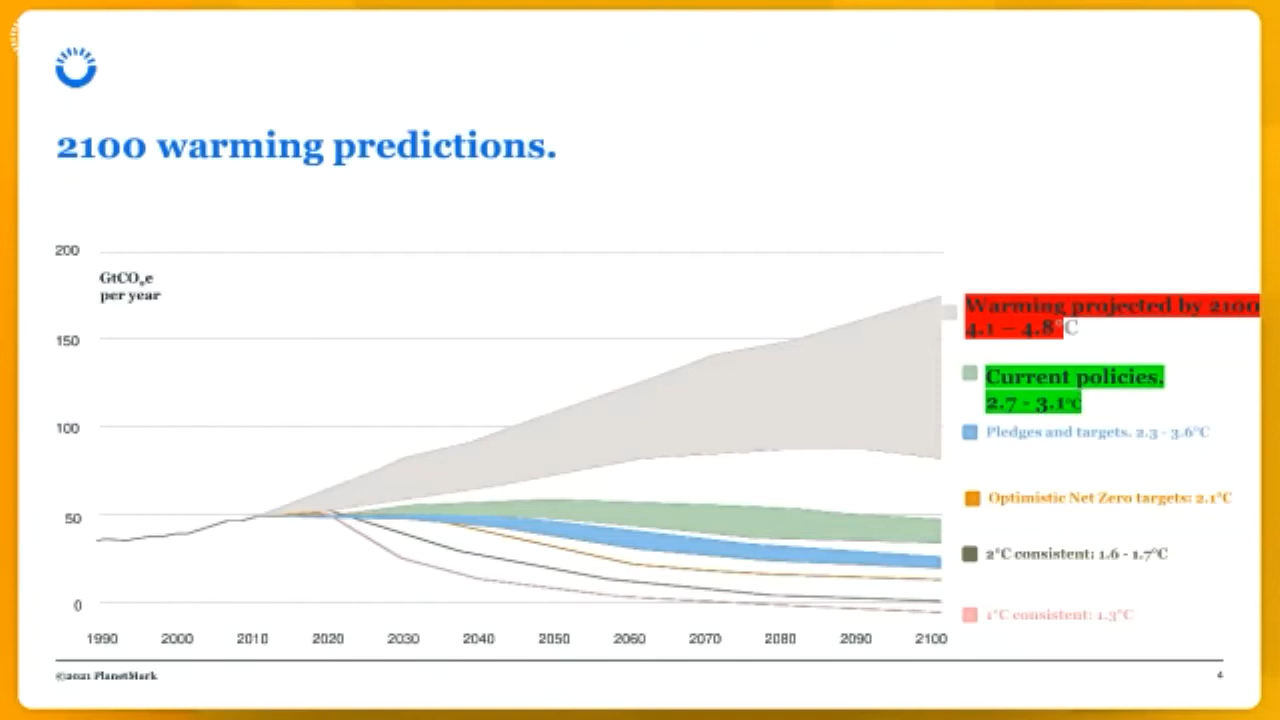 2100 warming predictions.
200
GtCO₂e
per year
150
100
50
0
1990 2000 2010 2020 2030 2040 2050 2060 2070 2080 2090 2100
Warming projected by 2100
4.1 – 4.8°C
Current policies.
2.7 - 3.1°C
Pledges and targets. 2.3 - 3.6°C
Optimistic Net Zero targets: 2.1°C
2°C consistent: 1.6 - 1.7°C
1°C consistent: 1.3°C
©2021 PlanetMark
4